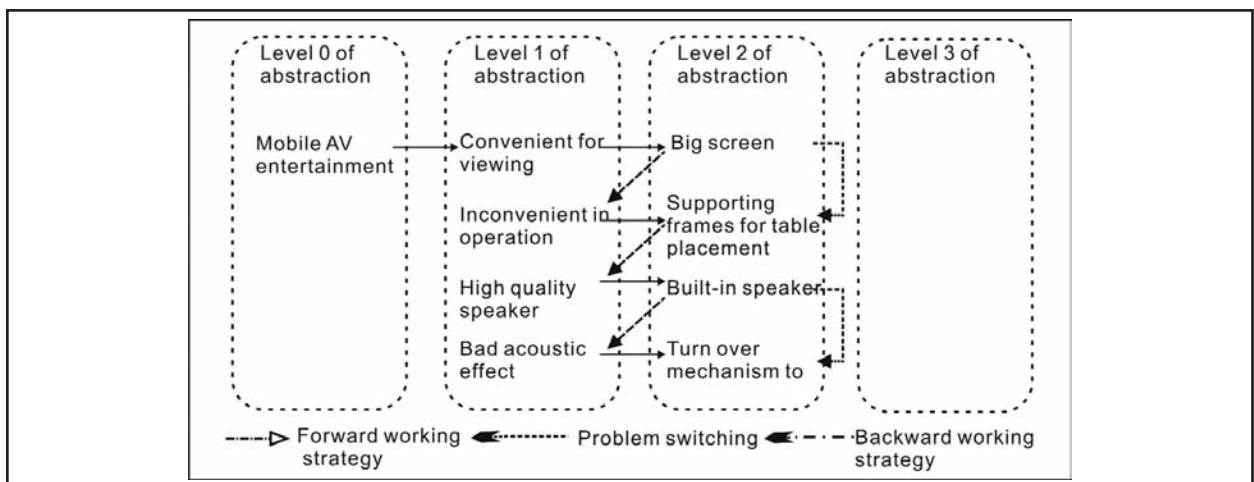 Level 0 of
abstraction
Level 1 of
abstraction
Level 2 of
abstraction
Level 3 of
abstraction
Mobile AV
entertainment
Convenient for
viewing
Big screen
Inconvenient in
operation
Supporting
frames for table
placement
High quality
speaker
Built-in speaker
Bad acoustic
effect
Turn over
mechanism to
Forward working
strategy
Problem switching
Backward working
strategy